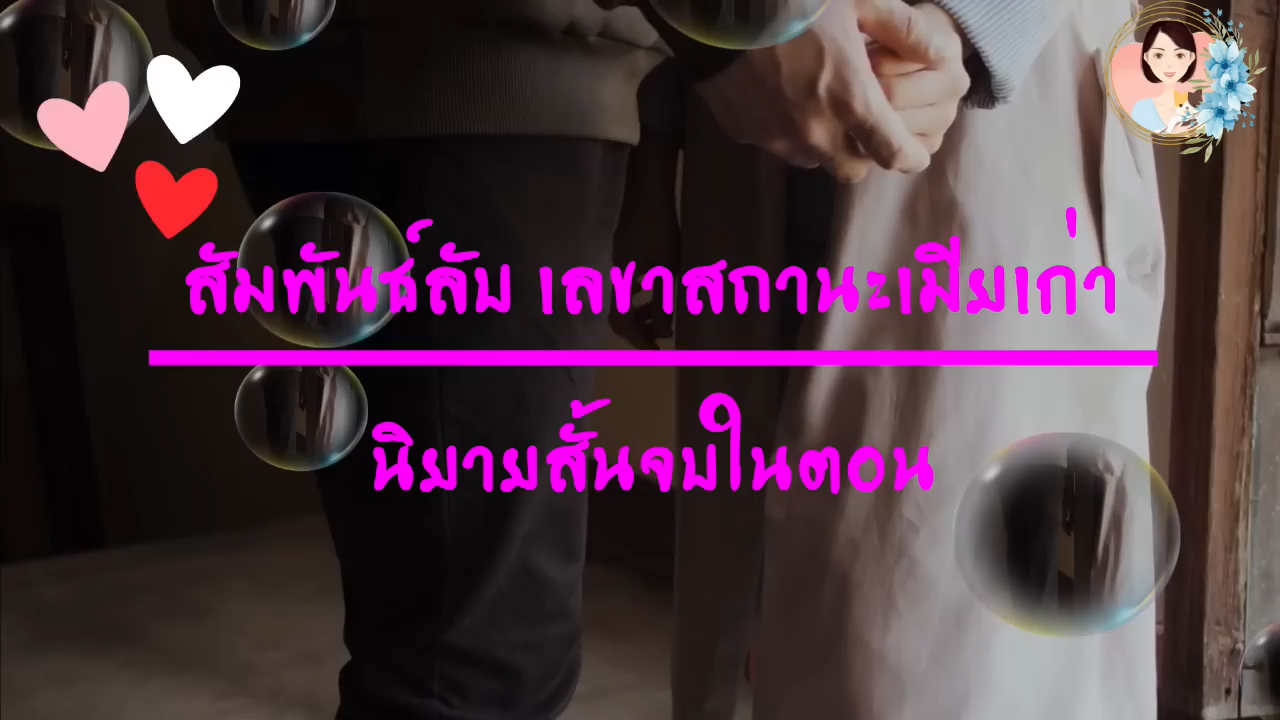 สัมพันธ์ลับ เลขาสถานะเมียเก่า
นิยายสั้นจบในตอน